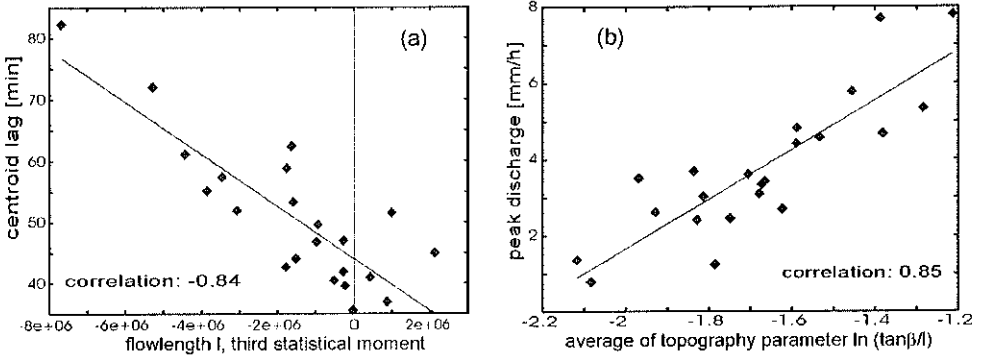 (a)
centroid lag [min]
80
70
60
50
40
correlation: -0.84
-8e+06 -6e+06 -4e+06 -2e+06 0 2e+06
flowlength l, third statistical moment
(b)
peak discharge [mm/h]
8
6
4
2
0
correlation: 0.85
-2.2 -2 -1.8 -1.6 -1.4 -1.2
average of topography parameter ln (tanβ/l)